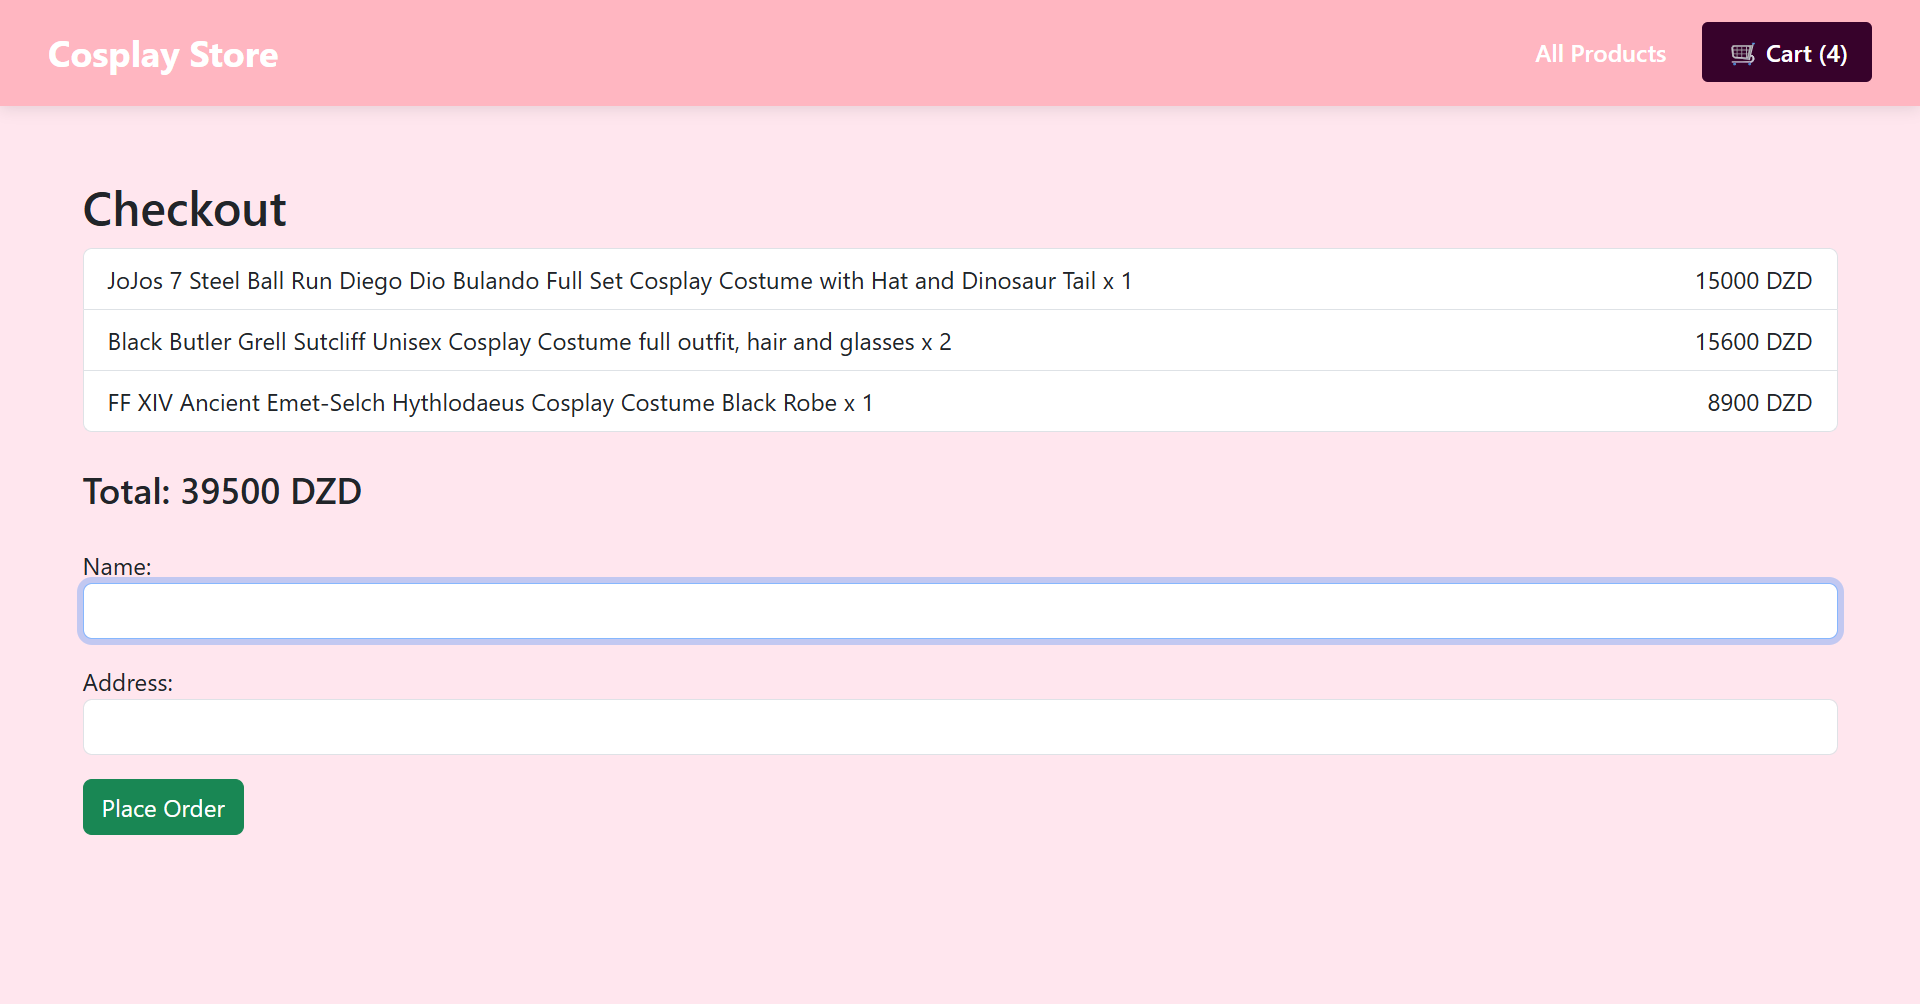 Cosplay Store
All Products
🛒 Cart (4)
Checkout
JoJos 7 Steel Ball Run Diego Dio Bulando Full Set Cosplay Costume with Hat and Dinosaur Tail x 1 15000 DZD
Black Butler Grell Sutcliff Unisex Cosplay Costume full outfit, hair and glasses x 2 15600 DZD
FF XIV Ancient Emet-Selch Hythlodaeus Cosplay Costume Black Robe x 1 8900 DZD
Total: 39500 DZD
Name:
Address:
Place Order